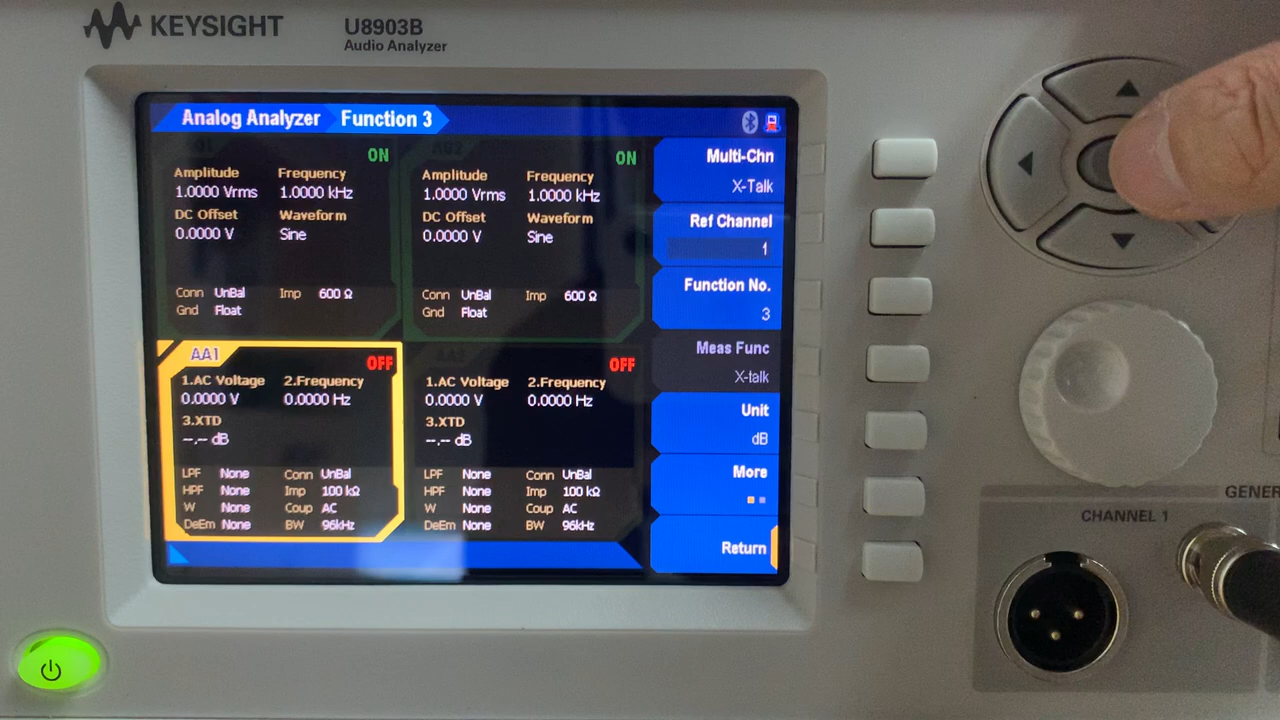 KEYSIGHT
U8903B
Audio Analyzer
Analog Analyzer Function 3
ON
Amplitude Frequency
1.0000 Vrms 1.0000 kHz
DC Offset Waveform
0.0000 V Sine
Conn UnBal Imp 600 Ω
Gnd Float
AG2
ON
Amplitude Frequency
1.0000 Vrms 1.0000 kHz
DC Offset Waveform
0.0000 V Sine
Conn UnBal Imp 600 Ω
Gnd Float
AA1
OFF
1.AC Voltage 2.Frequency
0.0000 V 0.0000 Hz
3.XTD
--.-- dB
LPF None Conn UnBal
HPF None Imp 100 kΩ
W None Coup AC
DeEm None BW 96kHz
AA2
OFF
1.AC Voltage 2.Frequency
0.0000 V 0.0000 Hz
3.XTD
--.-- dB
LPF None Conn UnBal
HPF None Imp 100 kΩ
W None Coup AC
DeEm None BW 96kHz
Multi-Chn
X-Talk
Ref Channel
1
Function No.
3
Meas Func
X-talk
Unit
dB
More
Return
GENER
CHANNEL 1